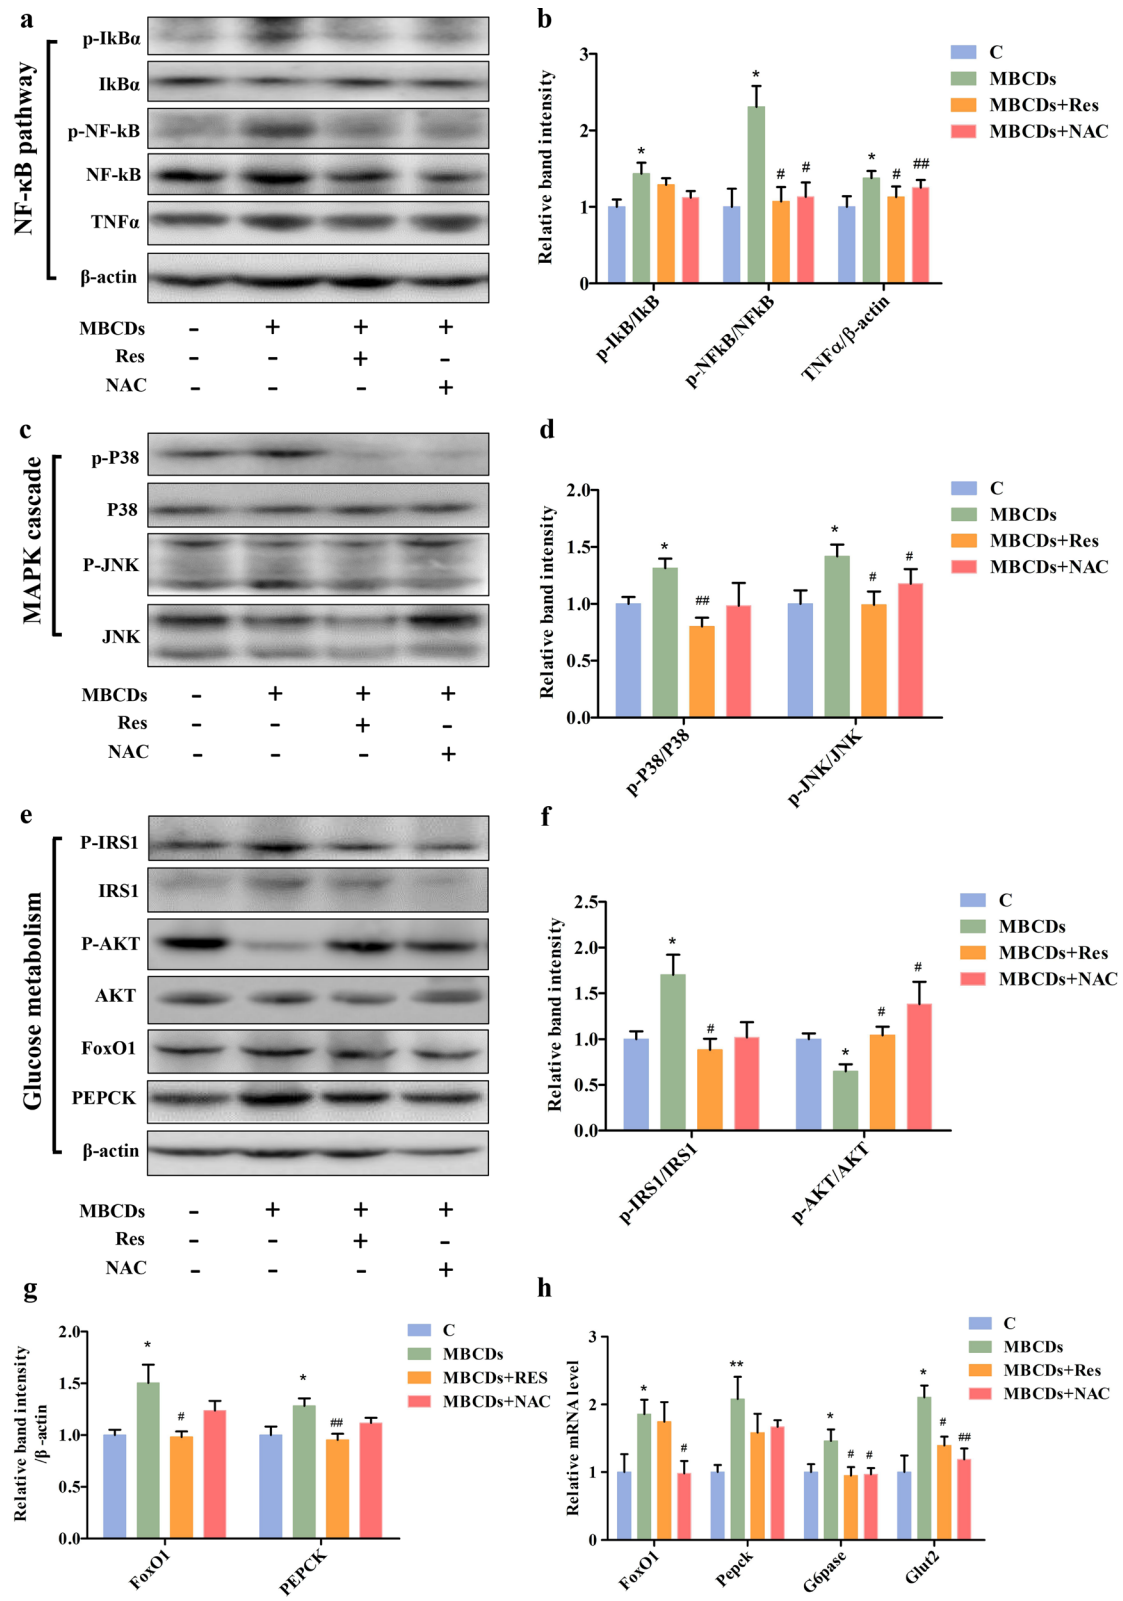 a
NF-κB pathway
p-IkBα
IkBα
p-NF-kB
NF-kB
TNFα
β-actin
MBCDs - + + +
Res - - + -
NAC - - - +
b
Relative band intensity
3
2
1
0
* * * # # # ##
p-IkB/IkB
p-NFkB/NFkB
TNFα/β-actin
C
MBCDs
MBCDs+Res
MBCDs+NAC
c
MAPK cascade
p-P38
P38
P-JNK
JNK
MBCDs - + + +
Res - - + -
NAC - - - +
d
Relative band intensity
2.0
1.5
1.0
0.5
0.0
* ## * # #
p-P38/P38
p-JNK/JNK
C
MBCDs
MBCDs+Res
MBCDs+NAC
e
Glucose metabolism
P-IRS1
IRS1
P-AKT
AKT
FoxO1
PEPCK
β-actin
MBCDs - + + +
Res - - + -
NAC - - - +
f
Relative band intensity
2.5
2.0
1.5
1.0
0.5
0.0
* # * # #
p-IRS1/IRS1
p-AKT/AKT
C
MBCDs
MBCDs+Res
MBCDs+NAC
g
Relative band intensity
/β -actin
2.0
1.5
1.0
0.5
0.0
* # * ##
FoxO1
PEPCK
C
MBCDs
MBCDs+RES
MBCDs+NAC
h
Relative mRNA level
3
2
1
0
* # ** * # # * # ##
FoxO1
Pepck
G6pase
Glut2
C
MBCDs
MBCDs+Res
MBCDs+NAC